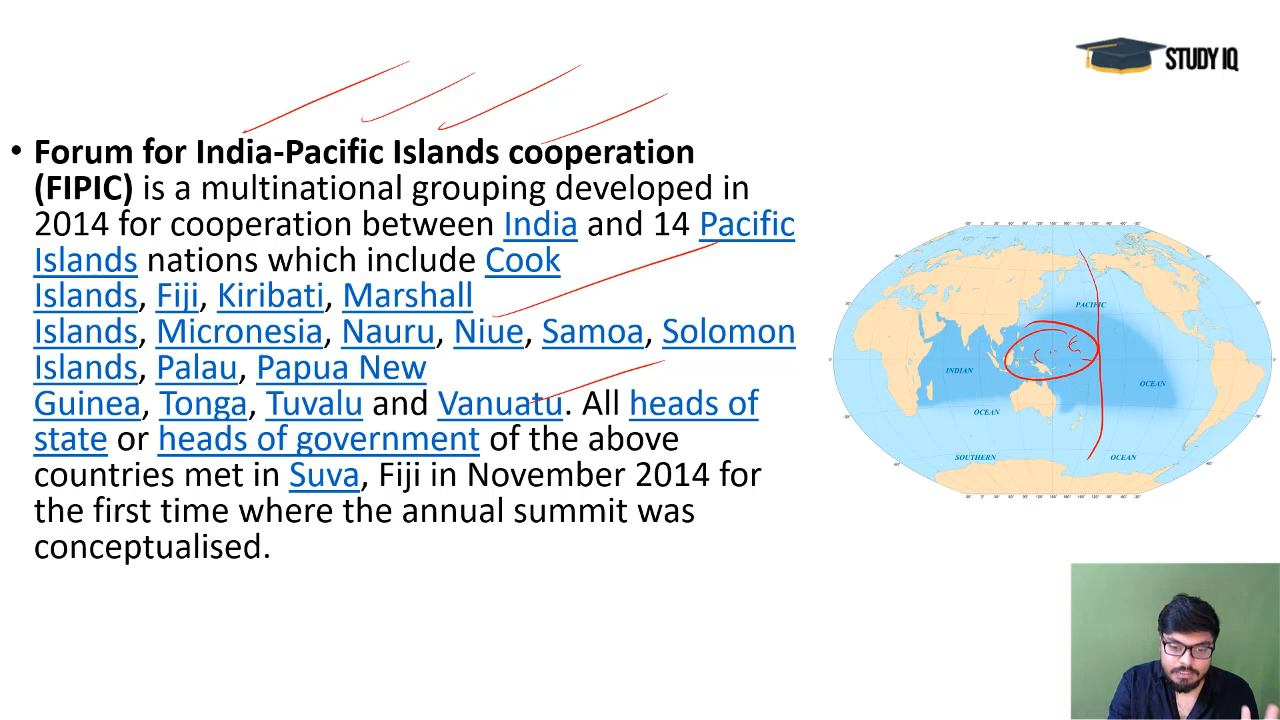 STUDY IQ
• Forum for India-Pacific Islands cooperation
(FIPIC) is a multinational grouping developed in
2014 for cooperation between India and 14 Pacific
Islands nations which include Cook
Islands, Fiji, Kiribati, Marshall
Islands, Micronesia, Nauru, Niue, Samoa, Solomon
Islands, Palau, Papua New
Guinea, Tonga, Tuvalu and Vanuatu. All heads of
state or heads of government of the above
countries met in Suva, Fiji in November 2014 for
the first time where the annual summit was
conceptualised.
PACIFIC
INDIAN
OCEAN
OCEAN
SOUTHERN
OCEAN